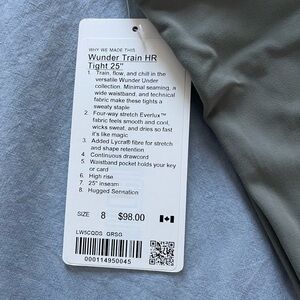 WHY WE MADE THIS
Wunder Train HR
Tight 25"
1. Train, flow, and chill in the
versatile Wunder Under
collection. Minimal seaming, a
wide waistband, and technical
fabric make these tights a
sweaty staple
2. Four-way stretch Everlux™
fabric feels smooth and cool,
wicks sweat, and dries so fast
it's like magic
3. Added Lycra® fibre for stretch
and shape retention
4. Continuous drawcord
5. Waistband pocket holds your key
or card
6. High rise
7. 25" inseam
8. Hugged Sensation
SIZE 8 $98.00
LW5CQDS GRSG
000114950045